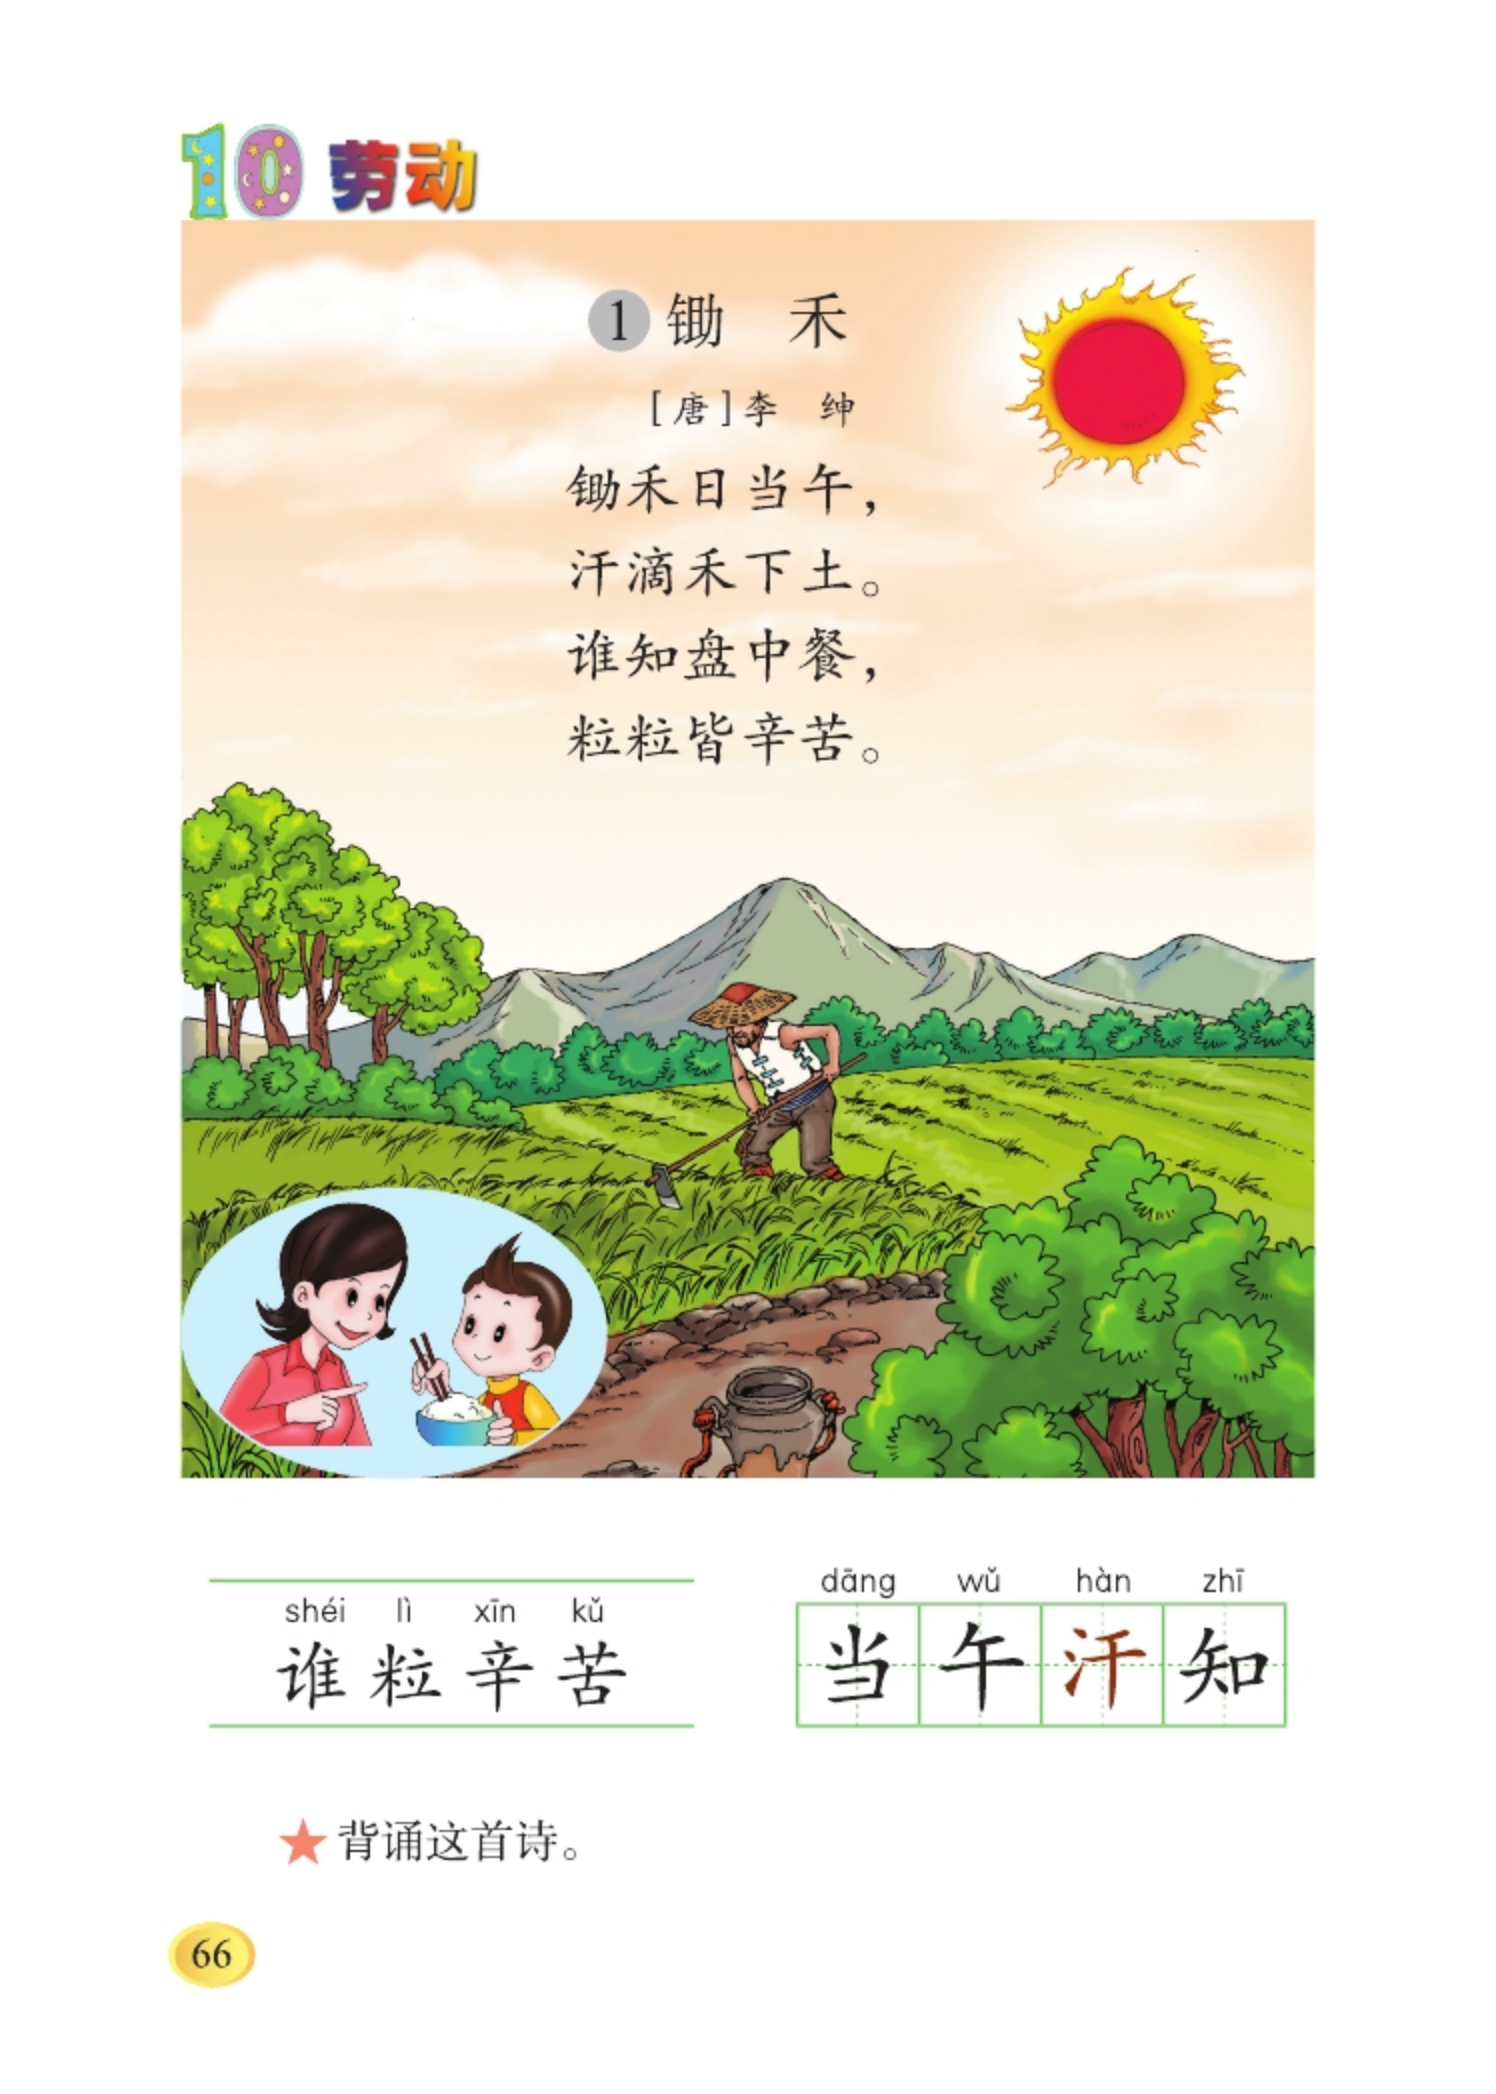 10 劳动
1 锄 禾
[唐]李 绅
锄禾日当午,
汗滴禾下土。
谁知盘中餐,
粒粒皆辛苦。
shéi lì xīn kǔ
谁 粒 辛 苦
dāng wǔ hàn zhī
当 午 汗 知
★背诵这首诗。
66